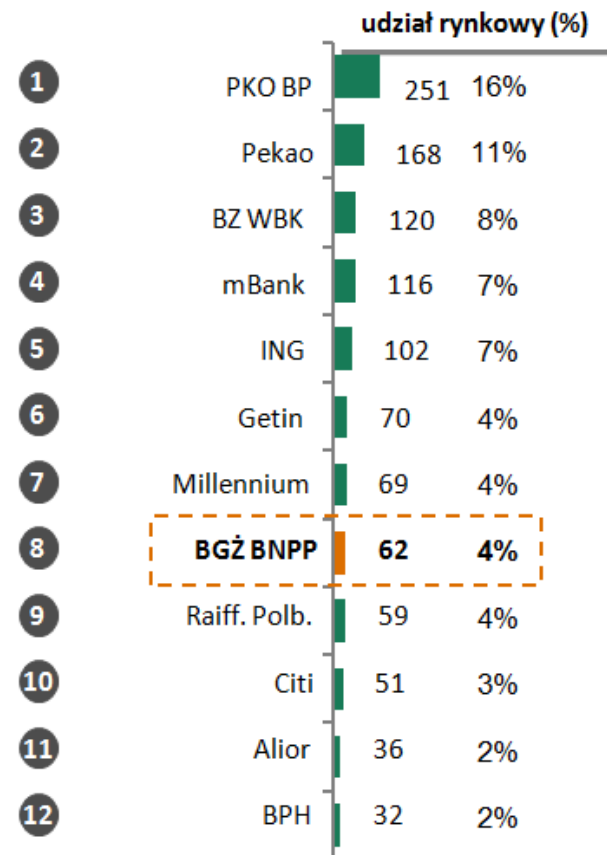 udział rynkowy (%)
1 PKO BP 251 16%
2 Pekao 168 11%
3 BZ WBK 120 8%
4 mBank 116 7%
5 ING 102 7%
6 Getin 70 4%
7 Millennium 69 4%
8 BGŻ BNPP 62 4%
9 Raiff. Polb. 59 4%
10 Citi 51 3%
11 Alior 36 2%
12 BPH 32 2%